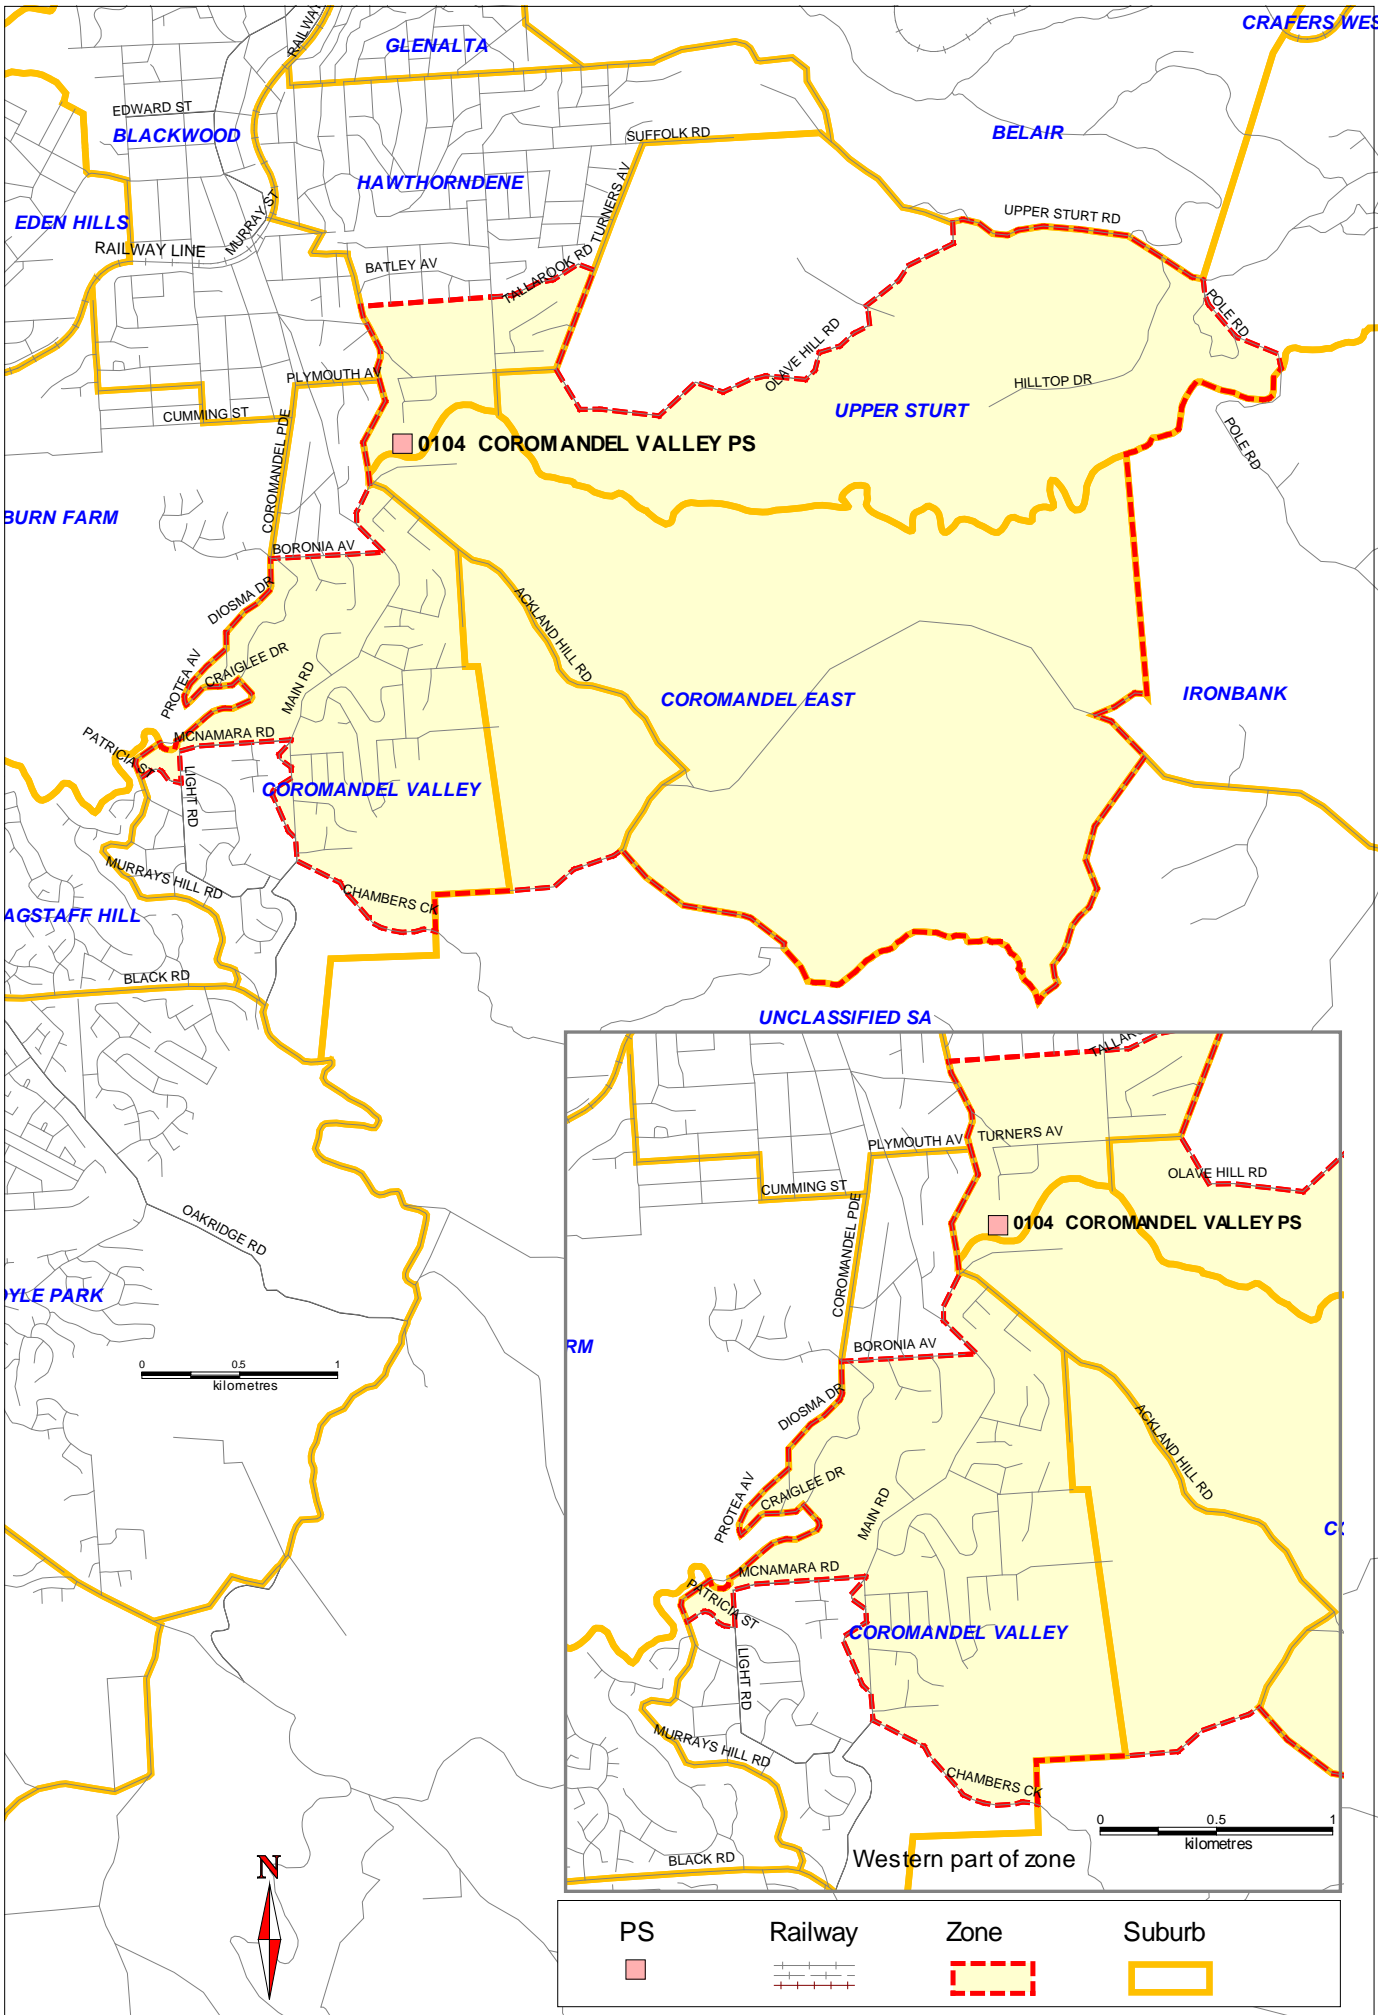 RAILWAY
GLENALTA
CRAFERS WES
EDWARD ST
BLACKWOOD
SUFFOLK RD
BELAIR
HAWTHORNDENE
TURNERS AV
EDEN HILLS
MURRAY ST
UPPER STURT RD
RAILWAY LINE
BATLEY AV
TALLAROOK RD
POLE RD
OLAVE HILL RD
PLYMOUTH AV
HILLTOP DR
CUMMING ST
UPPER STURT
COROMANDEL PDE
0104 COROMANDEL VALLEY PS
POLE RD
BURN FARM
BORONIA AV
DIOSMA DR
ACKLAND HILL RD
PROTEA AV
CRAIGLEE DR
MAIN RD
COROMANDEL EAST
IRONBANK
PATRICIA ST
MCNAMARA RD
LIGHT RD
COROMANDEL VALLEY
MURRAYS HILL RD
CHAMBERS CK
AGSTAFF HILL
BLACK RD
UNCLASSIFIED SA
OAKRIDGE RD
OYLE PARK
0 0.5 1
kilometres
N
PLYMOUTH AV
TURNERS AV
OLAVE HILL RD
CUMMING ST
COROMANDEL PDE
0104 COROMANDEL VALLEY PS
RM
BORONIA AV
DIOSMA DR
ACKLAND HILL RD
PROTEA AV
CRAIGLEE DR
MAIN RD
MCNAMARA RD
PATRICIA ST
COROMANDEL VALLEY
LIGHT RD
MURRAYS HILL RD
CHAMBERS CK
0 0.5 1
kilometres
BLACK RD
Western part of zone
PS
Railway
Zone
Suburb